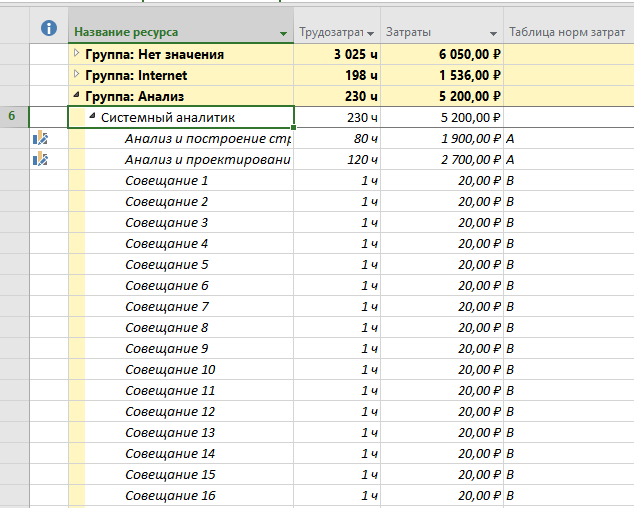 Название ресурса Трудозатрат Затраты Таблица норм затрат
Группа: Нет значения 3 025 ч 6 050,00 ₽
Группа: Internet 198 ч 1 536,00 ₽
Группа: Анализ 230 ч 5 200,00 ₽
6 Системный аналитик 230 ч 5 200,00 ₽
Анализ и построение стр 80 ч 1 900,00 ₽ A
Анализ и проектировани 120 ч 2 700,00 ₽ A
Совещание 1 1 ч 20,00 ₽ B
Совещание 2 1 ч 20,00 ₽ B
Совещание 3 1 ч 20,00 ₽ B
Совещание 4 1 ч 20,00 ₽ B
Совещание 5 1 ч 20,00 ₽ B
Совещание 6 1 ч 20,00 ₽ B
Совещание 7 1 ч 20,00 ₽ B
Совещание 8 1 ч 20,00 ₽ B
Совещание 9 1 ч 20,00 ₽ B
Совещание 10 1 ч 20,00 ₽ B
Совещание 11 1 ч 20,00 ₽ B
Совещание 12 1 ч 20,00 ₽ B
Совещание 13 1 ч 20,00 ₽ B
Совещание 14 1 ч 20,00 ₽ B
Совещание 15 1 ч 20,00 ₽ B
Совещание 16 1 ч 20,00 ₽ B